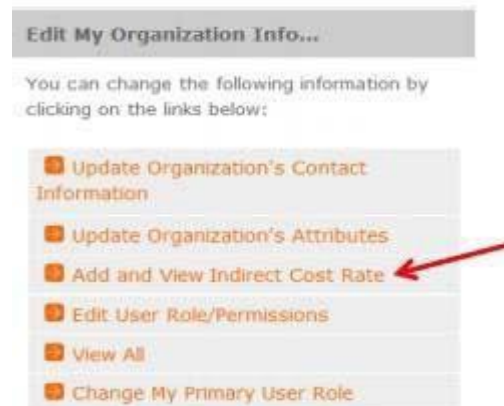 Edit My Organization Info...
You can change the following information by
clicking on the links below:
Update Organization's Contact
Information
Update Organization's Attributes
Add and View Indirect Cost Rate
Edit User Role/Permissions
View All
Change My Primary User Role